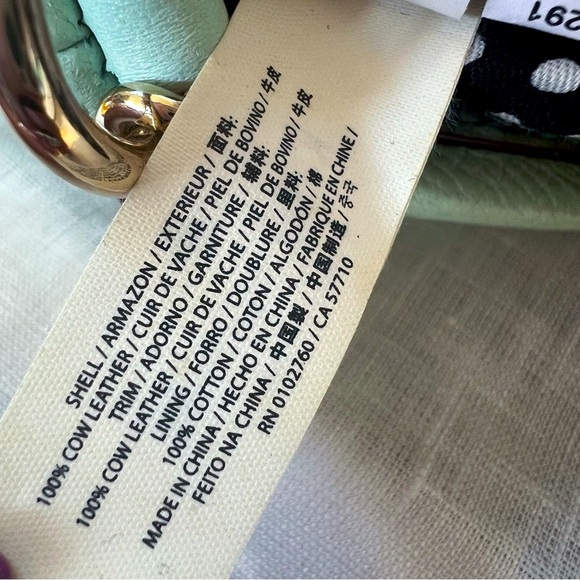 291
SHELL / ARMAZON / EXTERIEUR / 面料:
100% COW LEATHER / CUIR DE VACHE / PIEL DE BOVINO / 牛皮
TRIM / ADORNO / GARNITURE / 辅料:
100% COW LEATHER / CUIR DE VACHE / PIEL DE BOVINO / 牛皮
LINING / FORRO / DOUBLURE / 里料:
100% COTTON / COTON / ALGODÓN / 棉
MADE IN CHINA / HECHO EN CHINA / FABRIQUE EN CHINE /
FEITO NA CHINA / 中國製 / 中国制造 / 중국
RN 0102760 / CA 57710